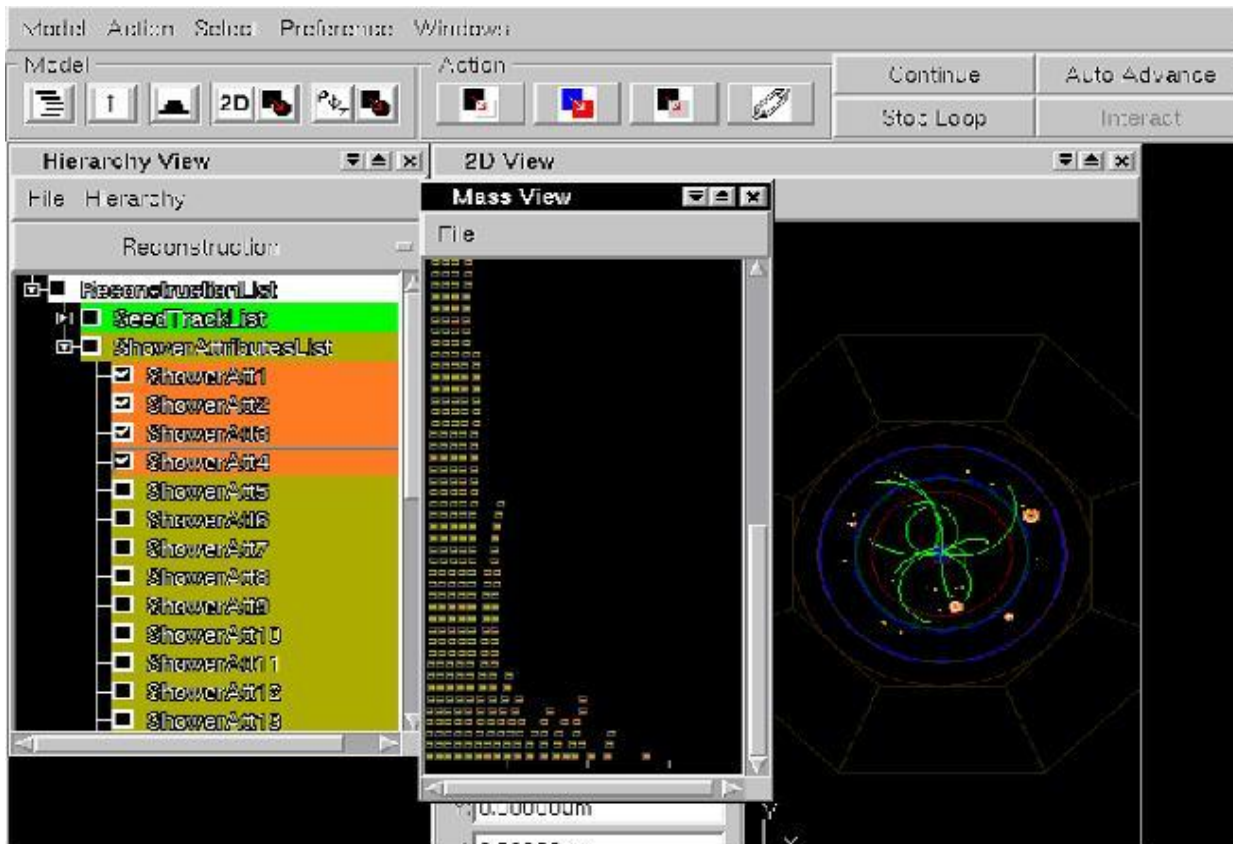 Model Action Select Preference Windows
Model
Action
2D
Continue
Auto Advance
Stop Loop
Interact
Hierarchy View
2D View
File Hierarchy
Mass View
File
Reconstruction
ReconstructionList
SeedTrackList
ShowerAttributesList
ShowerAtt1
ShowerAtt2
ShowerAtt3
ShowerAtt4
ShowerAtt5
ShowerAtt6
ShowerAtt7
ShowerAtt8
ShowerAtt9
ShowerAtt10
ShowerAtt11
ShowerAtt12
ShowerAtt13
Y
X